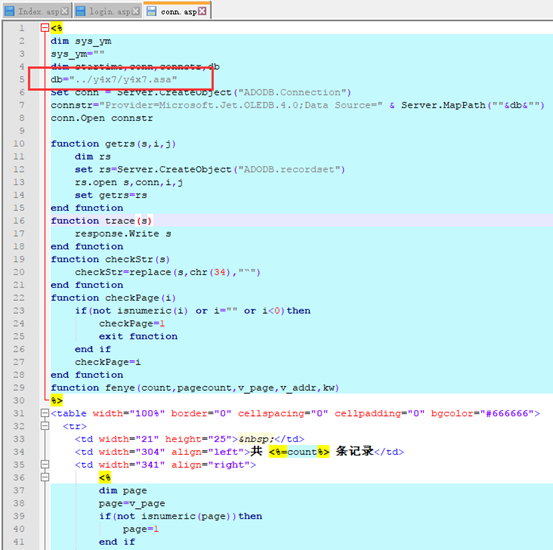 Index.asp login.asp conn.asp
1 <%
2 dim sys_ym
3 sys_ym=""
4 dim startime,conn,connstr,db
5 db="../y4x7/y4x7.asa"
6 Set conn = Server.CreateObject("ADODB.Connection")
7 connstr="Provider=Microsoft.Jet.OLEDB.4.0;Data Source=" & Server.MapPath(""&db&"")
8 conn.Open connstr
9
10 function getrs(s,i,j)
11 dim rs
12 set rs=Server.CreateObject("ADODB.recordset")
13 rs.open s,conn,i,j
14 set getrs=rs
15 end function
16 function trace(s)
17 response.Write s
18 end function
19 function checkStr(s)
20 checkStr=replace(s,chr(34),"~")
21 end function
22 function checkPage(i)
23 if(not isnumeric(i) or i="" or i<0)then
24 checkPage=1
25 exit function
26 end if
27 checkPage=i
28 end function
29 function fenye(count,pagecount,v_page,v_addr,kw)
30 %>
31 <table width="100%" border="0" cellspacing="0" cellpadding="0" bgcolor="#666666">
32 <tr>
33 <td width="21" height="25">&nbsp;</td>
34 <td width="304" align="left">共 <%=count%> 条记录</td>
35 <td width="341" align="right">
36 <%
37 dim page
38 page=v_page
39 if(not isnumeric(page))then
40 page=1
41 end if